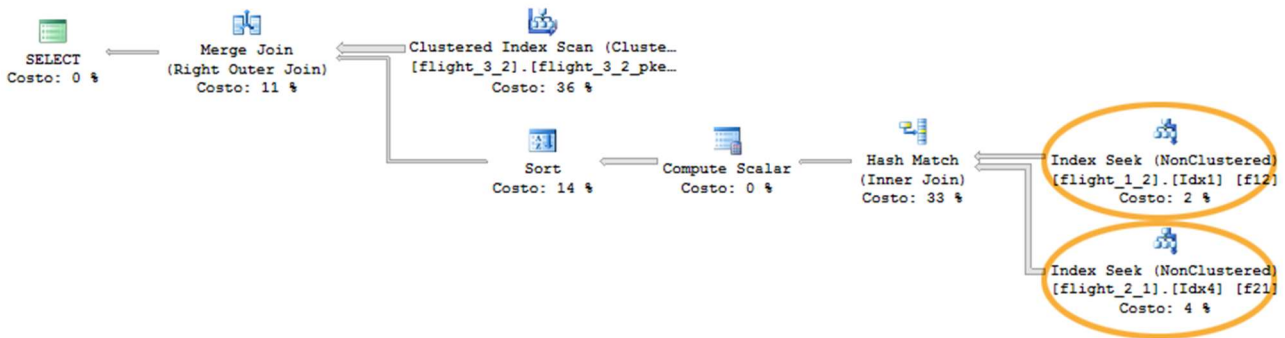 SELECT
Costo: 0 %
Merge Join
(Right Outer Join)
Costo: 11 %
Clustered Index Scan (Cluste…
[flight_3_2].[flight_3_2_pke…
Costo: 36 %
Sort
Costo: 14 %
Compute Scalar
Costo: 0 %
Hash Match
(Inner Join)
Costo: 33 %
Index Seek (NonClustered)
[flight_1_2].[Idx1] [f12]
Costo: 2 %
Index Seek (NonClustered)
[flight_2_1].[Idx4] [f21]
Costo: 4 %